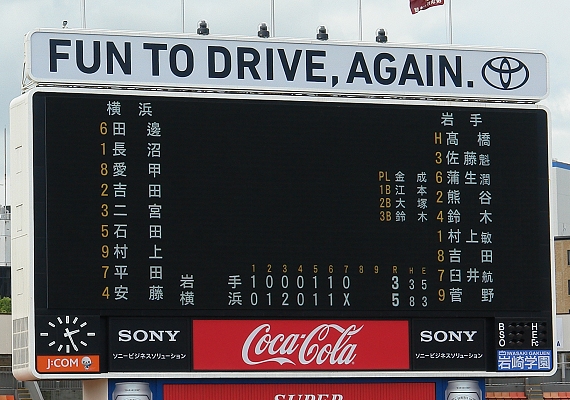 FUN TO DRIVE, AGAIN.
TOYOTA
横浜
6 田邊
1 長沼
8 愛甲
2 吉田
3 二宮
5 石田
9 村上
7 平田
4 安藤
PL 金成
1B 江本
2B 大塚
3B 鈴木
岩手
H 髙橋
3 佐藤魁
6 蒲生潤
2 熊谷
4 鈴木
1 村上敏
8 吉田
7 臼井航
9 菅野
1 2 3 4 5 6 7 8 9 R H E
岩手 1 0 0 0 1 1 0 3 3 5
横浜 0 1 2 0 1 1 X 5 8 3
SONY
ソニービジネスソリューション
Coca-Cola
SONY
ソニービジネスソリューション
B
S
O
H
E
Fc
J:COM
IWASAKI GAKUEN
岩崎学園
SUPER